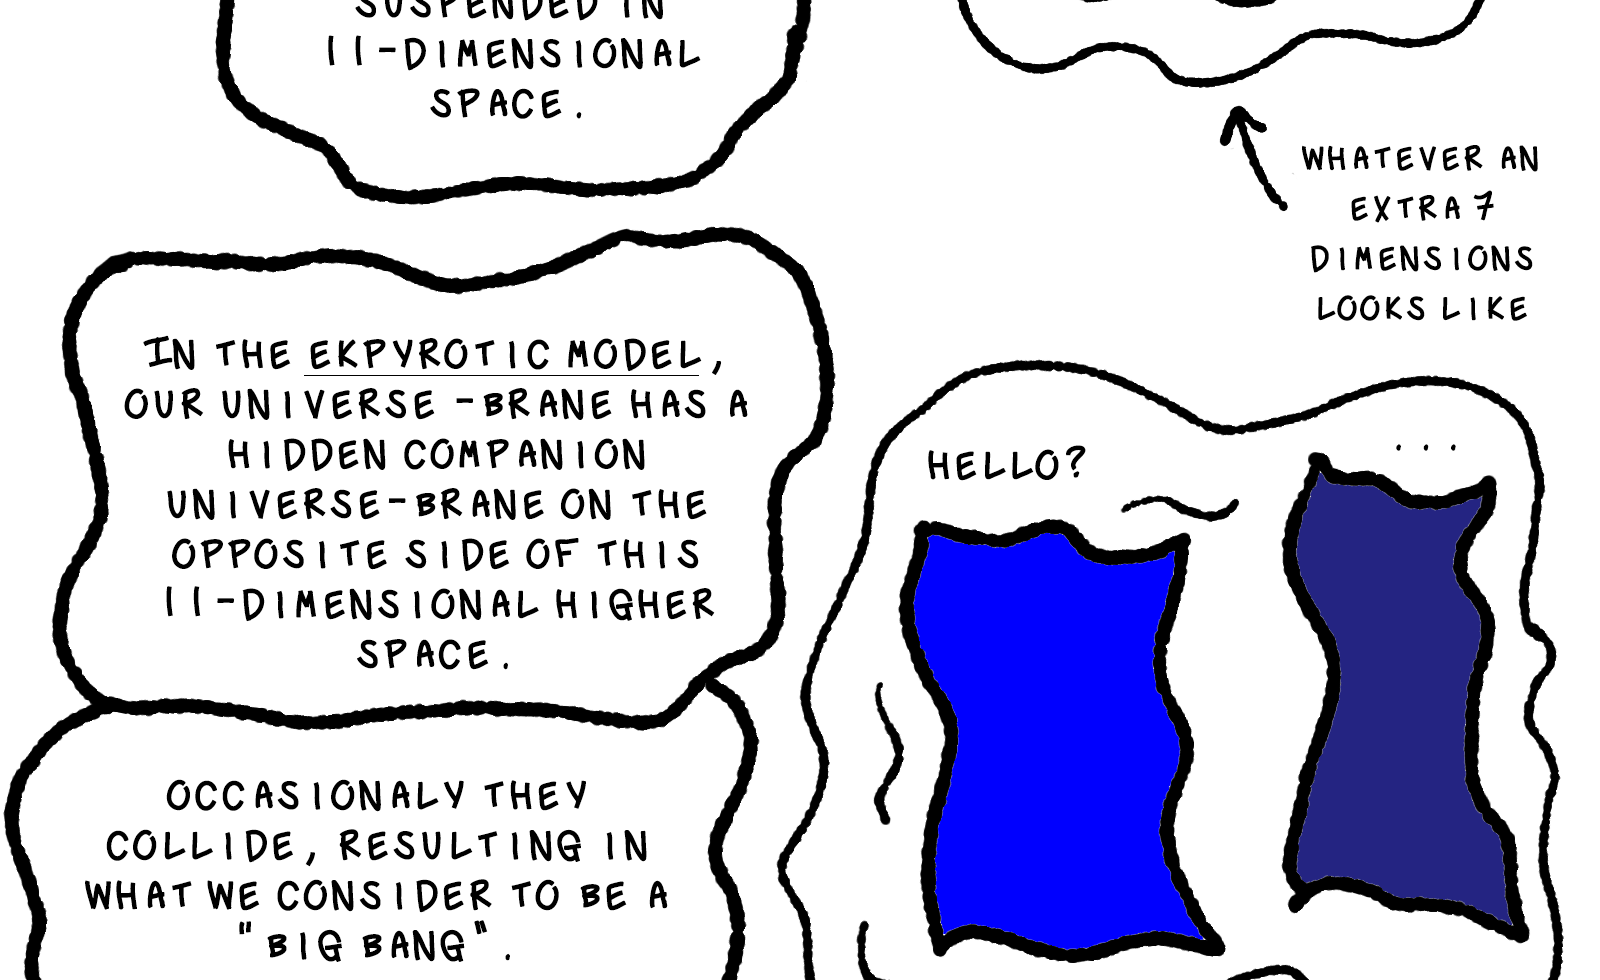 SUSPENDED IN
11-DIMENSIONAL
SPACE.
WHATEVER AN
EXTRA 7
DIMENSIONS
LOOKS LIKE
IN THE EKPYROTIC MODEL,
OUR UNIVERSE -BRANE HAS A
HIDDEN COMPANION
UNIVERSE-BRANE ON THE
OPPOSITE SIDE OF THIS
11-DIMENSIONAL HIGHER
SPACE.
HELLO?
...
OCCASIONALY THEY
COLLIDE, RESULTING IN
WHAT WE CONSIDER TO BE A
"BIG BANG".